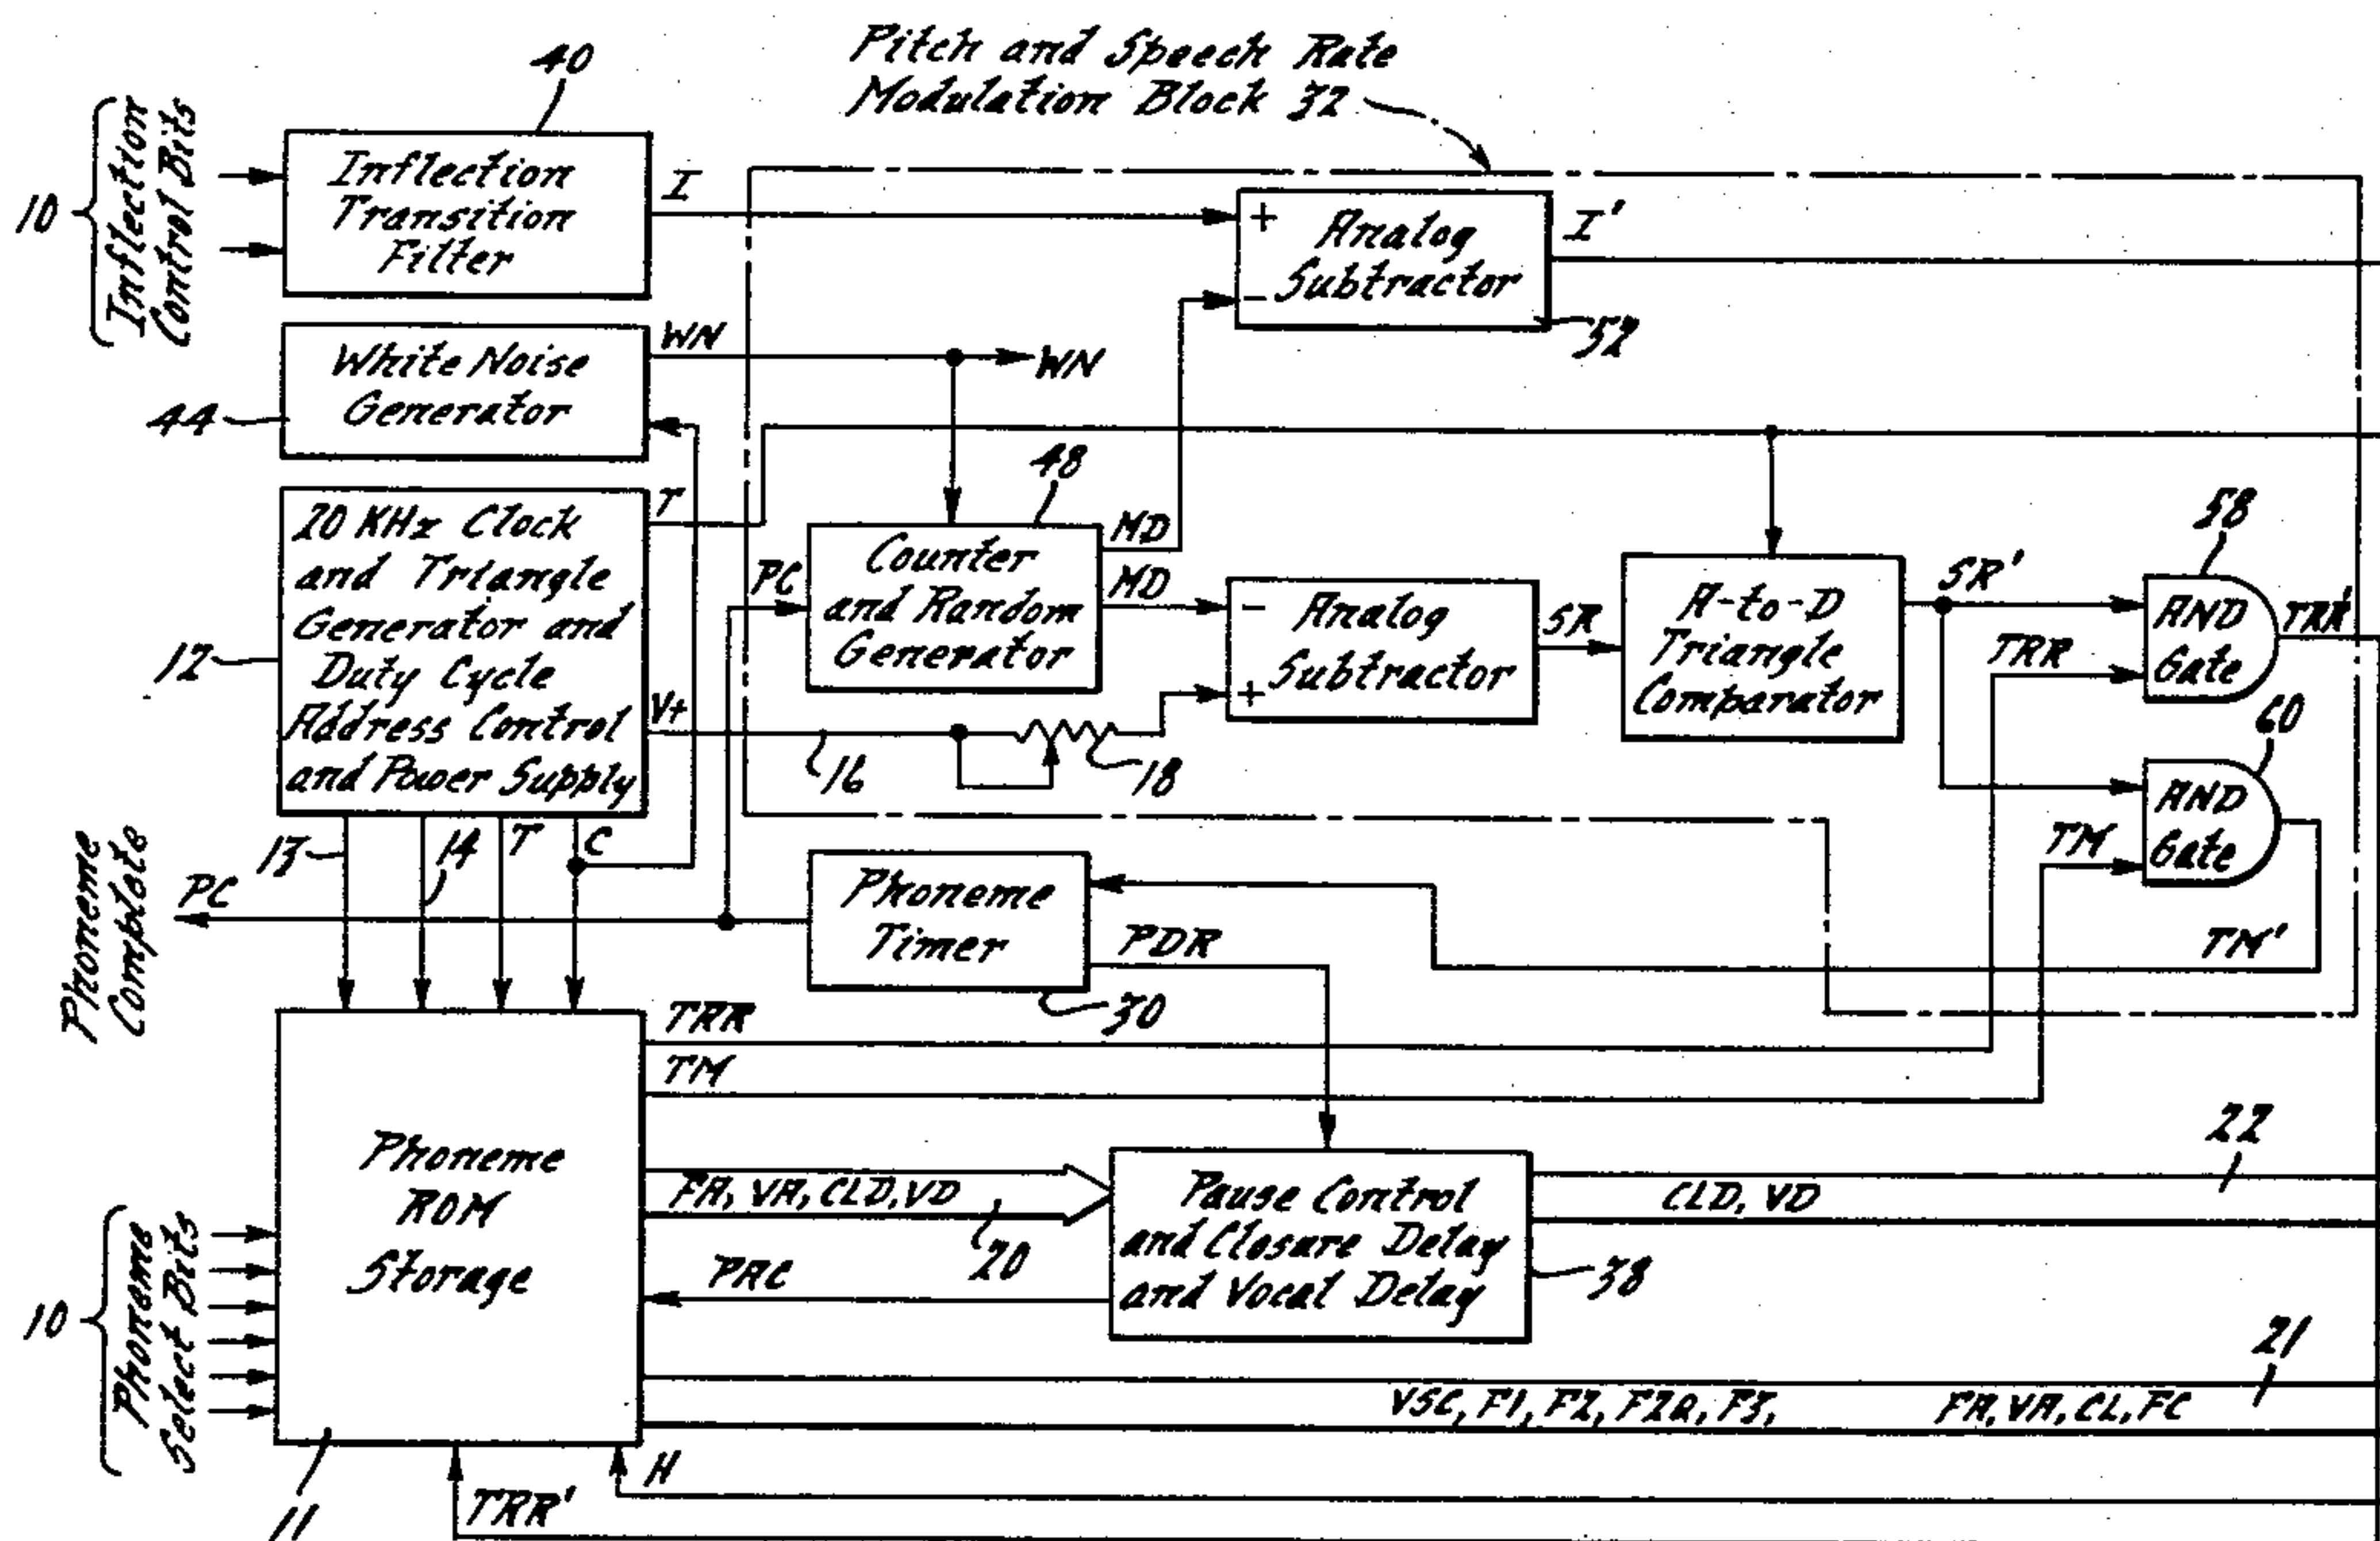 Pitch and Speech Rate
Modulation Block 32
40
10
Inflection
Control Bits
Inflection
Transition
Filter
I
+
-
Analog
Subtractor
I'
52
44
White Noise
Generator
WN
WN
12
20 KHz Clock
and Triangle
Generator and
Duty Cycle
Address Control
and Power Supply
T
V+
13
14
T
C
48
PC
Counter
and Random
Generator
MD
MD
16
18
-
+
Analog
Subtractor
SR
A-to-D
Triangle
Comparator
SR'
58
AND
Gate
TRR
TRR'
60
AND
Gate
TM
TM'
Phoneme
Complete
PC
Phoneme
Timer
30
PDR
TRR
TM
10
Phoneme
Select Bits
Phoneme
ROM
Storage
11
FA, VA, CLD, VD
20
PAC
Pause Control
and Closure Delay
and Vocal Delay
38
CLD, VD
22
21
VSC, F1, F2, F2Q, F3,
FA, VA, CL, FC
H
TRR'